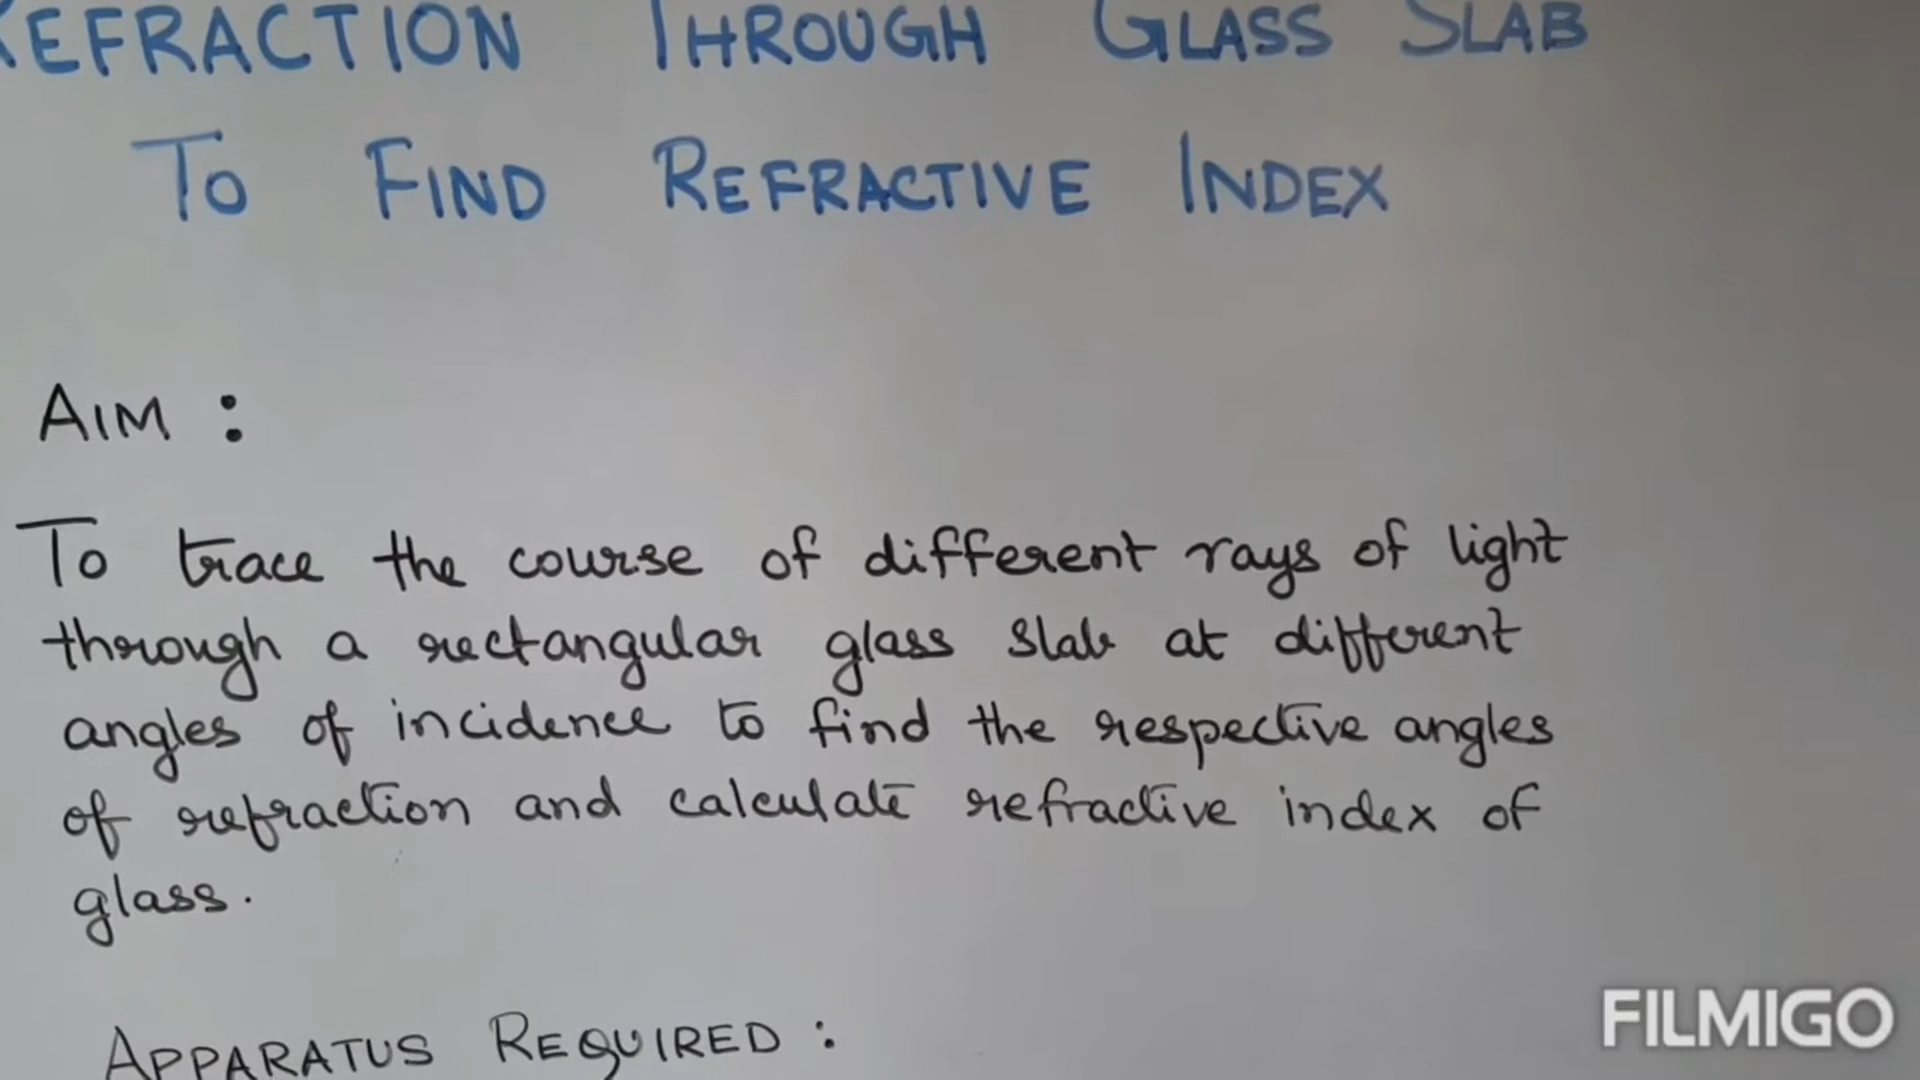 REFRACTION THROUGH GLASS SLAB
TO FIND REFRACTIVE INDEX
AIM :
To trace the course of different rays of light
through a rectangular glass slab at different
angles of incidence to find the respective angles
of refraction and calculate refractive index of
glass.
APPARATUS REQUIRED :
FILMIGO